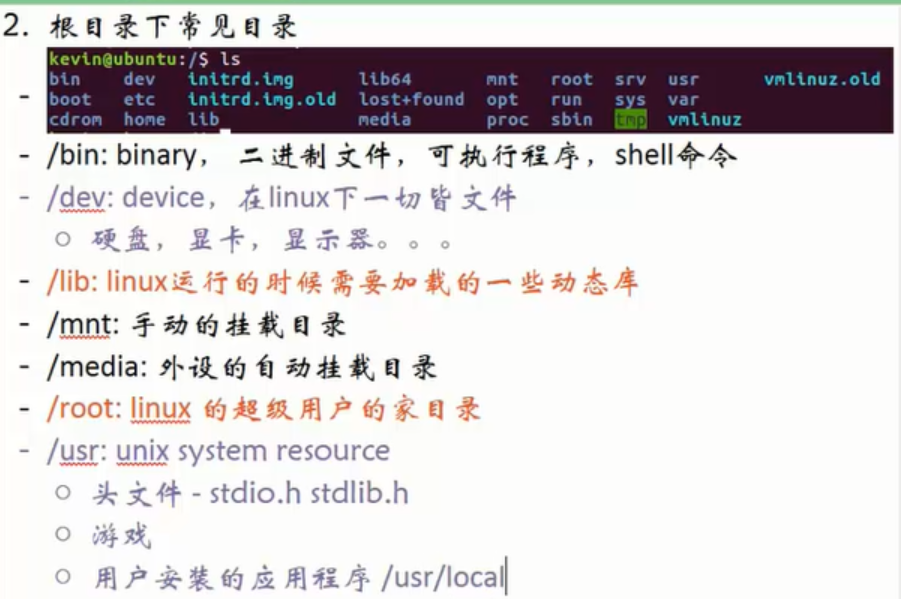 2. 根目录下常见目录
kevin@ubuntu:/$ ls
bin dev initrd.img lib64 mnt root srv usr vmlinuz.old
- boot etc initrd.img.old lost+found opt run sys var
cdrom home lib media proc sbin tmp vmlinuz
- /bin: binary， 二进制文件，可执行程序，shell命令
- /dev: device，在linux下一切皆文件
○ 硬盘，显卡，显示器。。。
- /lib: linux运行的时候需要加载的一些动态库
- /mnt: 手动的挂载目录
- /media: 外设的自动挂载目录
- /root: linux 的超级用户的家目录
- /usr: unix system resource
○ 头文件 - stdio.h stdlib.h
○ 游戏
○ 用户安装的应用程序 /usr/local